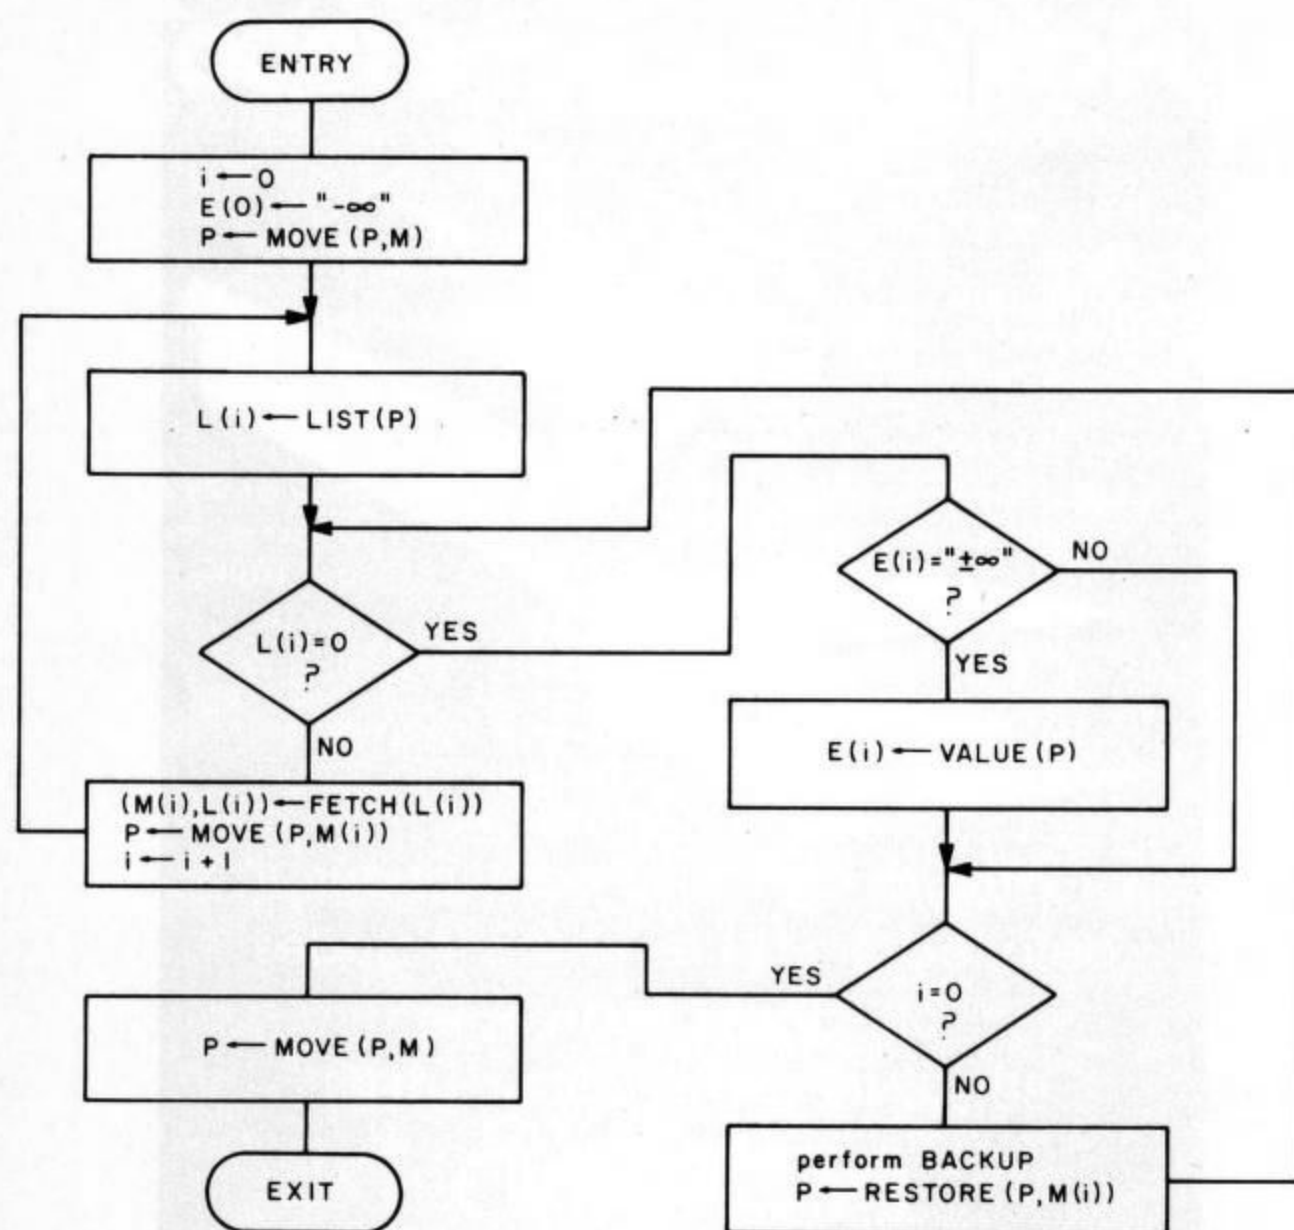 ENTRY
i ← 0
E(0) ← "-∞"
P ← MOVE (P,M)
L(i) ← LIST(P)
L(i)=0
?
YES
NO
(M(i),L(i)) ← FETCH(L(i))
P ← MOVE (P,M(i))
i ← i + 1
E(i)="±∞"
?
NO
YES
E(i) ← VALUE (P)
i=0
?
YES
NO
P ← MOVE (P,M)
EXIT
perform BACKUP
P ← RESTORE (P,M(i))